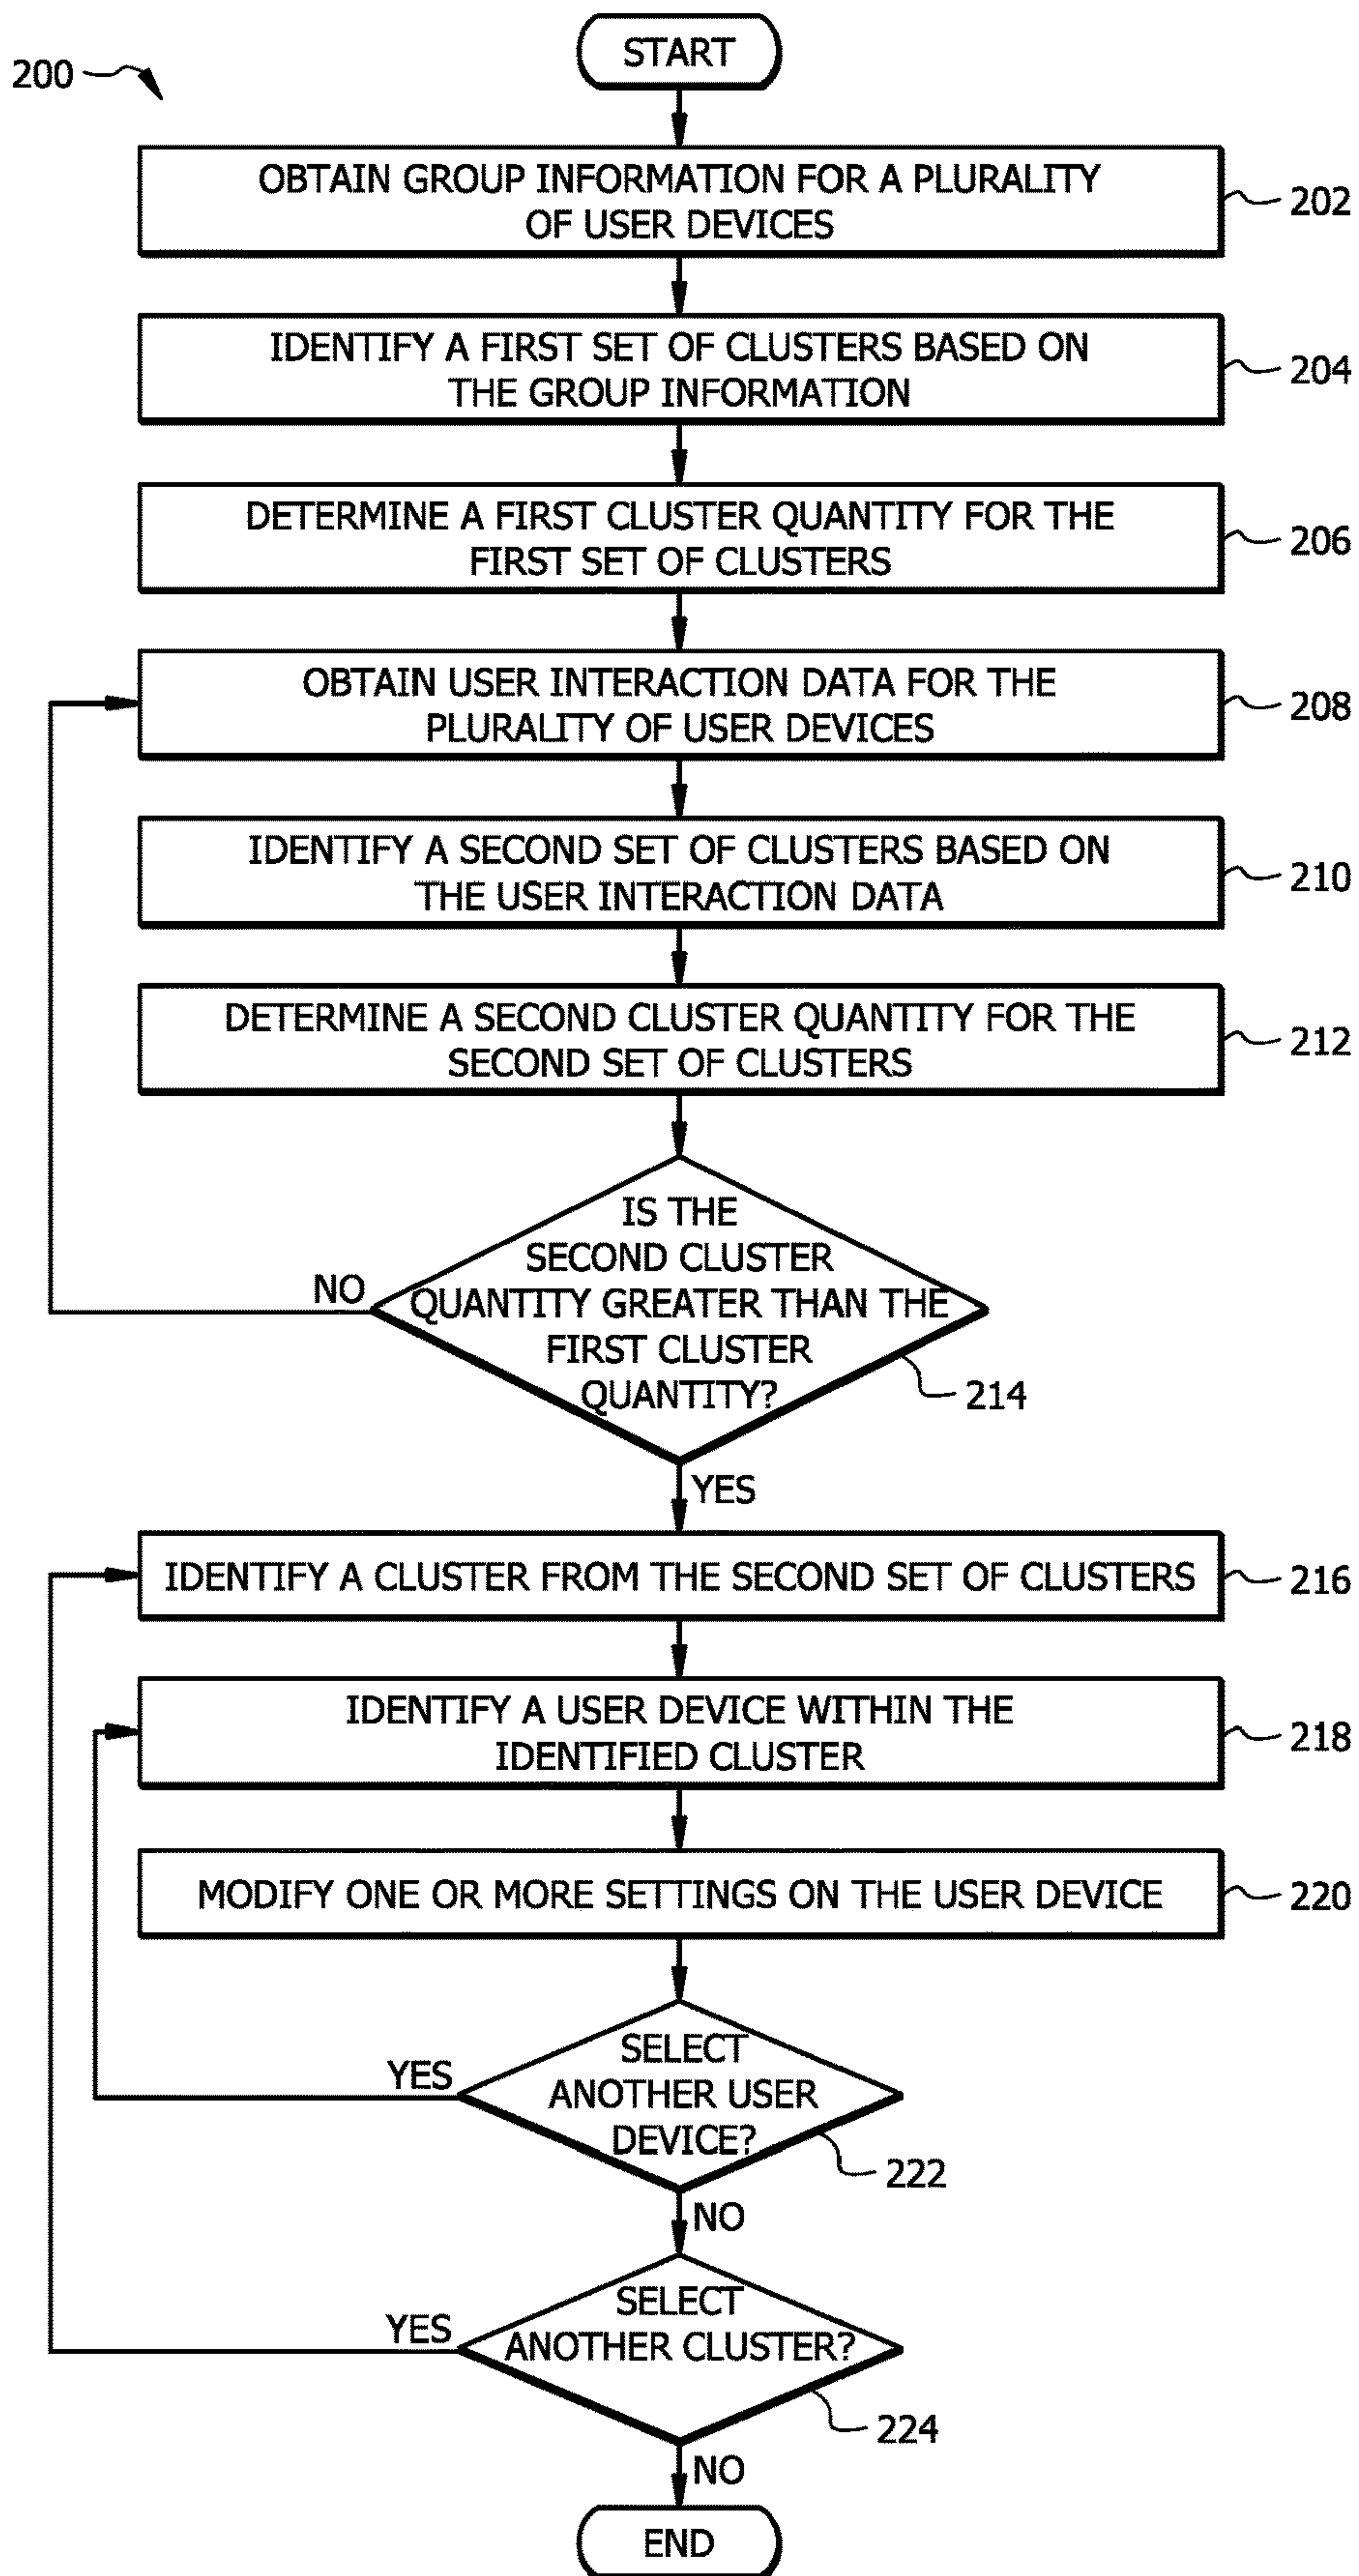 START
200
OBTAIN GROUP INFORMATION FOR A PLURALITY
OF USER DEVICES
202
IDENTIFY A FIRST SET OF CLUSTERS BASED ON
THE GROUP INFORMATION
204
DETERMINE A FIRST CLUSTER QUANTITY FOR THE
FIRST SET OF CLUSTERS
206
OBTAIN USER INTERACTION DATA FOR THE
PLURALITY OF USER DEVICES
208
IDENTIFY A SECOND SET OF CLUSTERS BASED ON
THE USER INTERACTION DATA
210
DETERMINE A SECOND CLUSTER QUANTITY FOR THE
SECOND SET OF CLUSTERS
212
IS THE
SECOND CLUSTER
QUANTITY GREATER THAN THE
FIRST CLUSTER
QUANTITY?
NO
214
YES
IDENTIFY A CLUSTER FROM THE SECOND SET OF CLUSTERS
216
IDENTIFY A USER DEVICE WITHIN THE
IDENTIFIED CLUSTER
218
MODIFY ONE OR MORE SETTINGS ON THE USER DEVICE
220
SELECT
ANOTHER USER
DEVICE?
YES
222
NO
SELECT
ANOTHER CLUSTER?
YES
224
NO
END